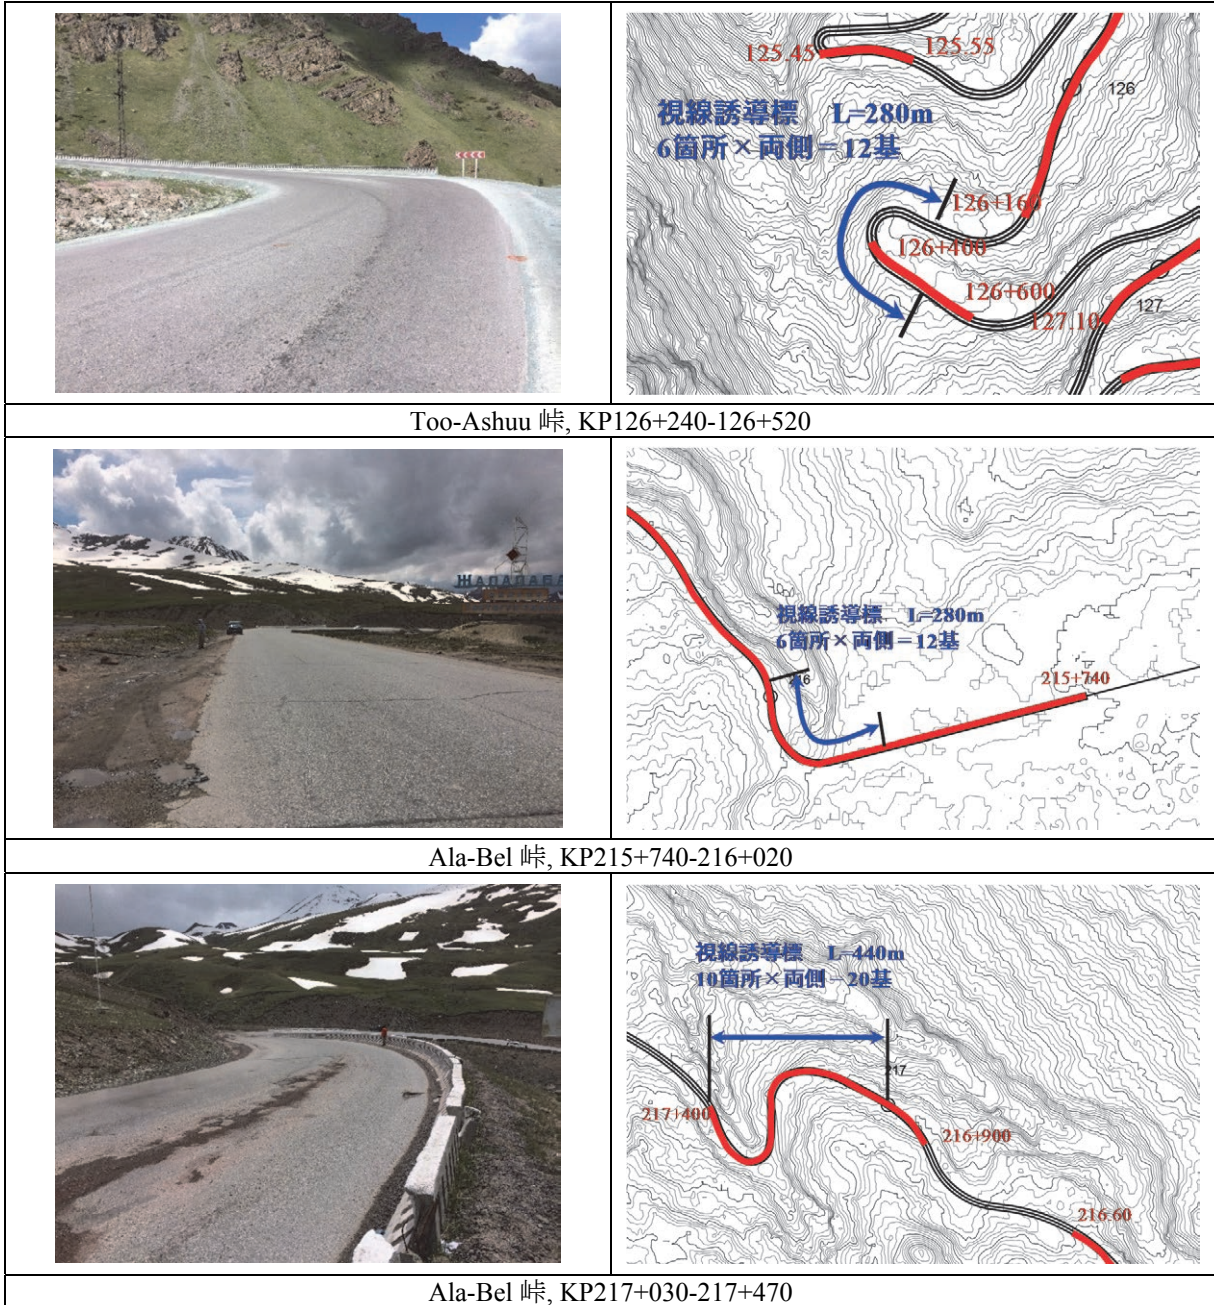 125.45
125.55
126
視線誘導標 L=280m
6箇所×両側＝12基
126+160
126+400
126+600
127.10
127
Too-Ashuu 峠, KP126+240-126+520
ЖАЛАЛАБА
視線誘導標 L=280m
6箇所×両側＝12基
216
215+740
Ala-Bel 峠, KP215+740-216+020
視線誘導標 L=440m
10箇所×両側＝20基
217
217+400
216+900
216.60
Ala-Bel 峠, KP217+030-217+470